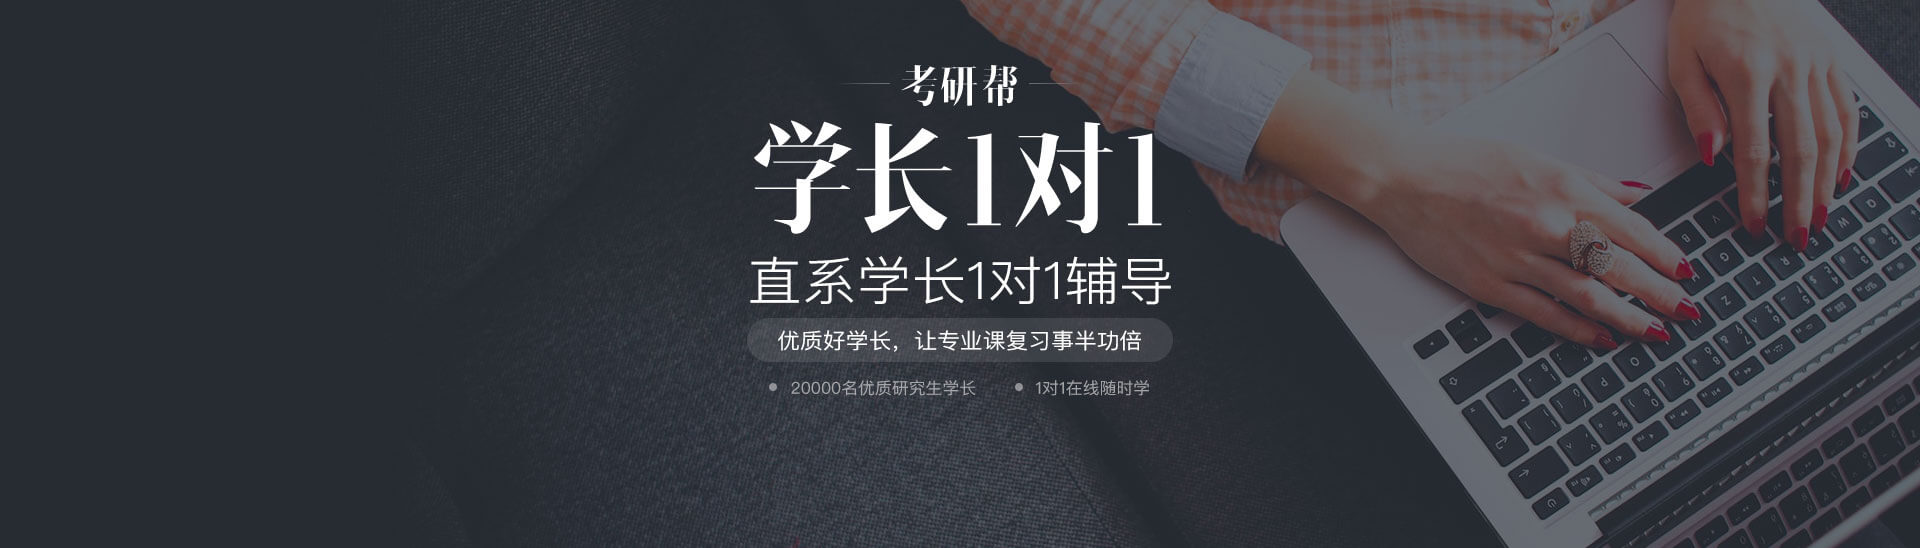 考研帮
学长1对1
直系学长1对1辅导
优质好学长，让专业课复习事半功倍
20000名优质研究生学长 1对1在线随时学